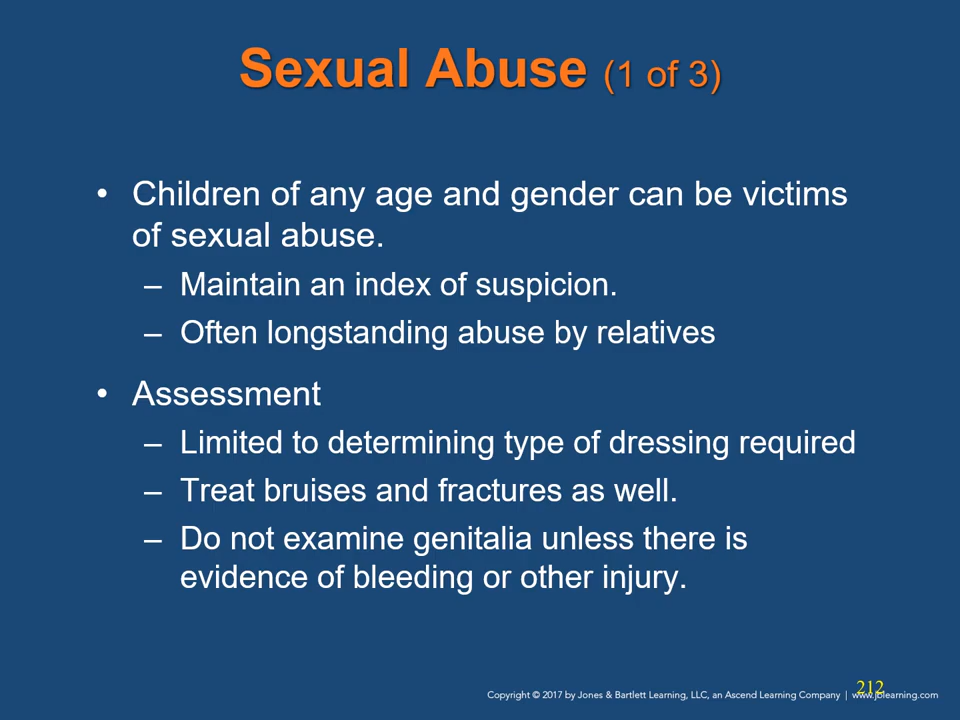 Sexual Abuse (1 of 3)
• Children of any age and gender can be victims
of sexual abuse.
– Maintain an index of suspicion.
– Often longstanding abuse by relatives
• Assessment
– Limited to determining type of dressing required
– Treat bruises and fractures as well.
– Do not examine genitalia unless there is
evidence of bleeding or other injury.
212
Copyright © 2017 by Jones & Bartlett Learning, LLC, an Ascend Learning Company | www.jblearning.com